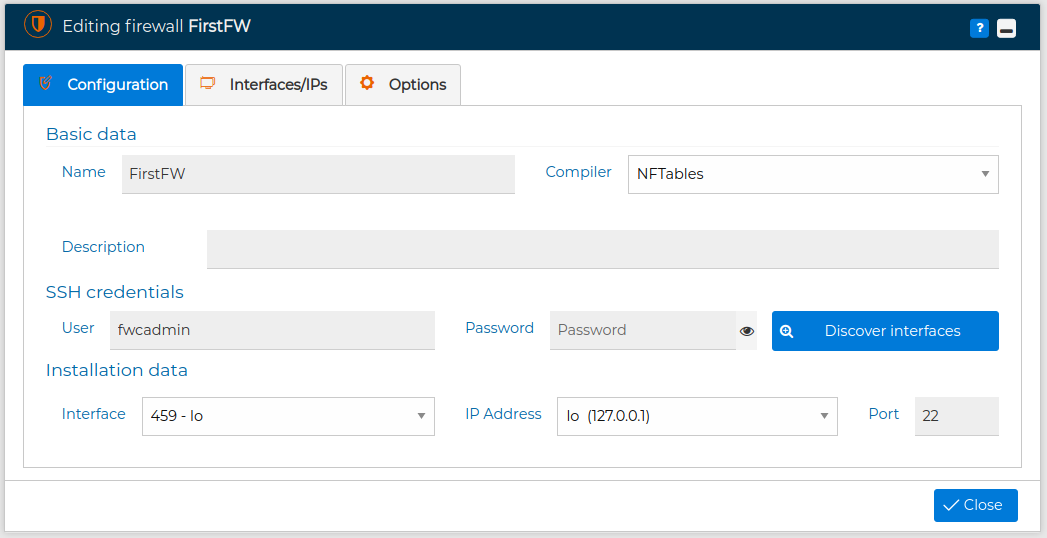 Editing firewall FirstFW
?
Configuration
Interfaces/IPs
Options
Basic data
Name
FirstFW
Compiler
NFTables
Description
SSH credentials
User
fwcadmin
Password
Password
Discover interfaces
Installation data
Interface
459 - lo
IP Address
lo (127.0.0.1)
Port
22
Close